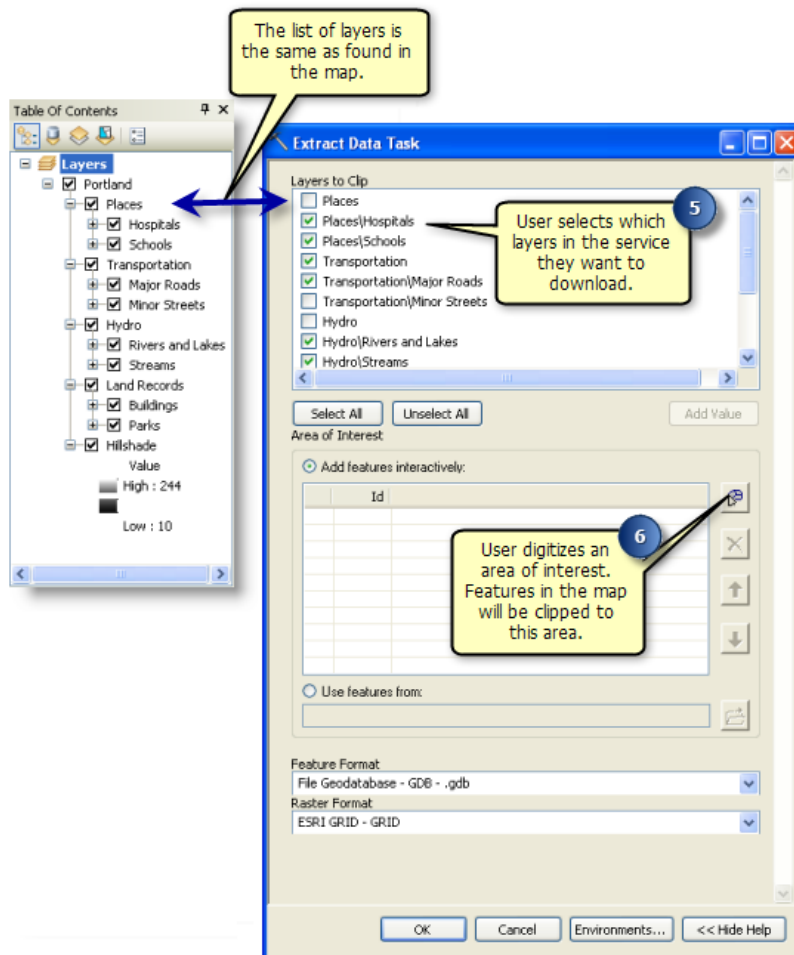 The list of layers is
the same as found in
the map.
Table Of Contents
Layers
Portland
Places
Hospitals
Schools
Transportation
Major Roads
Minor Streets
Hydro
Rivers and Lakes
Streams
Land Records
Buildings
Parks
Hillshade
Value
High : 244
Low : 10
Extract Data Task
Layers to Clip
Places
Places\Hospitals
Places\Schools
Transportation
Transportation\Major Roads
Transportation\Minor Streets
Hydro
Hydro\Rivers and Lakes
Hydro\Streams
5
User selects which
layers in the service
they want to
download.
Select All
Unselect All
Add Value
Area of Interest
Add features interactively:
Id
6
User digitizes an
area of interest.
Features in the map
will be clipped to
this area.
Use features from:
Feature Format
File Geodatabase - GDB - .gdb
Raster Format
ESRI GRID - GRID
OK
Cancel
Environments...
<< Hide Help